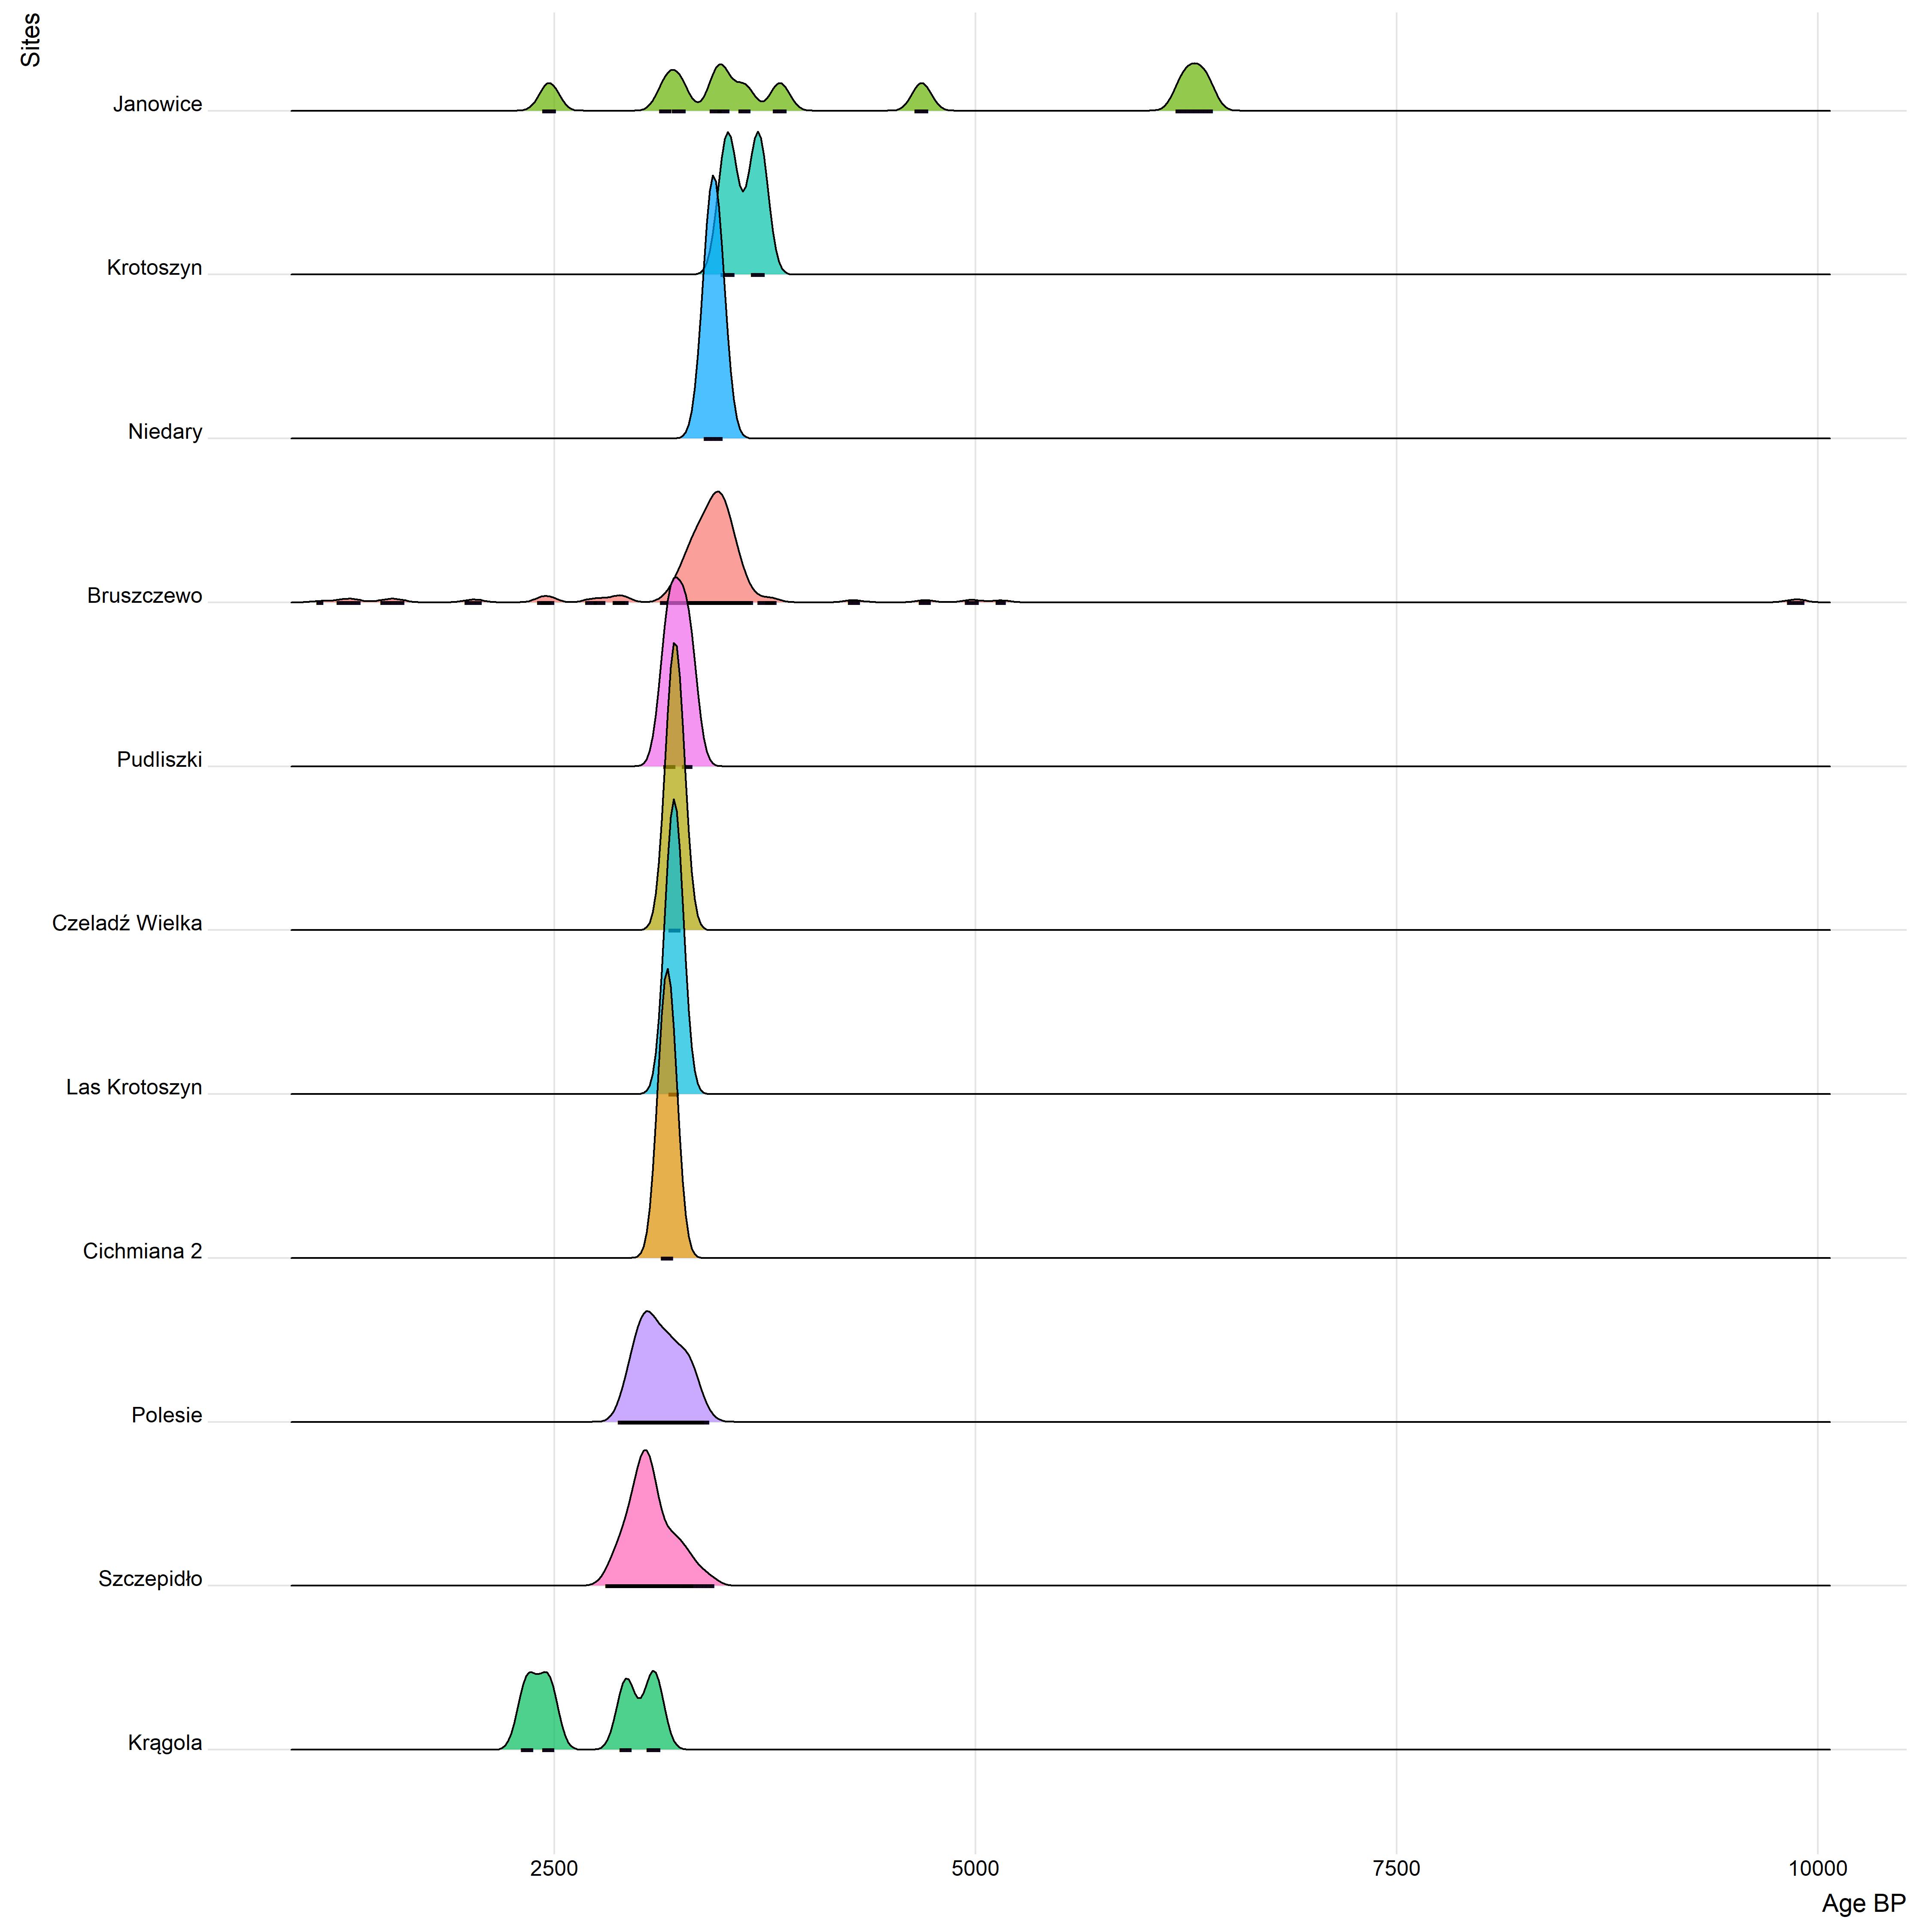 Sites
Janowice
Krotoszyn
Niedary
Bruszczewo
Pudliszki
Czeladź Wielka
Las Krotoszyn
Cichmiana 2
Polesie
Szczepidło
Krągola
2500 5000 7500 10000
Age BP